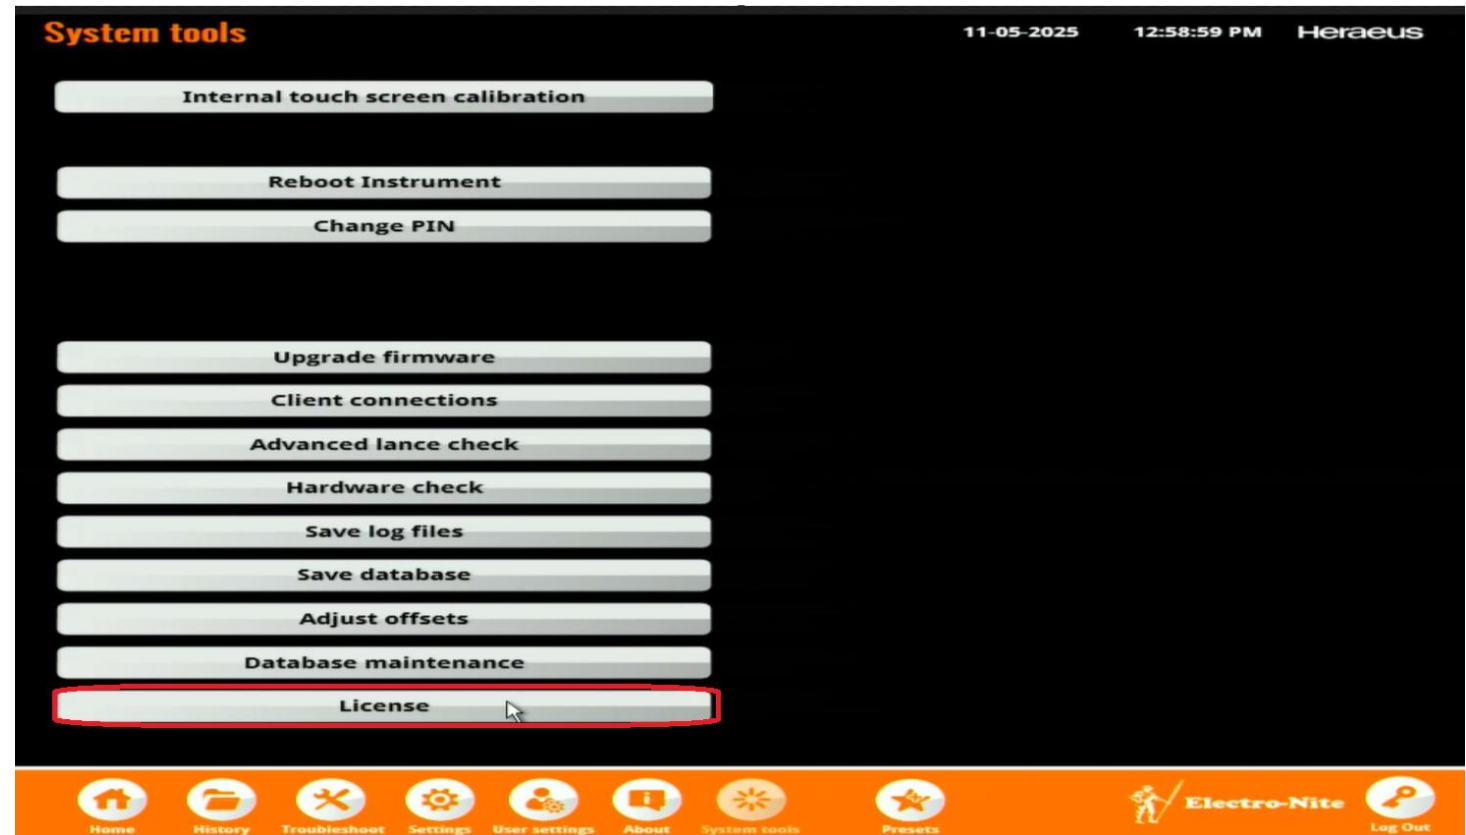 System tools
11-05-2025 12:58:59 PM Heraeus
Internal touch screen calibration
Reboot Instrument
Change PIN
Upgrade firmware
Client connections
Advanced lance check
Hardware check
Save log files
Save database
Adjust offsets
Database maintenance
License
Electro-Nite
Home History Troubleshoot Settings User settings About System tools Presets Log Out